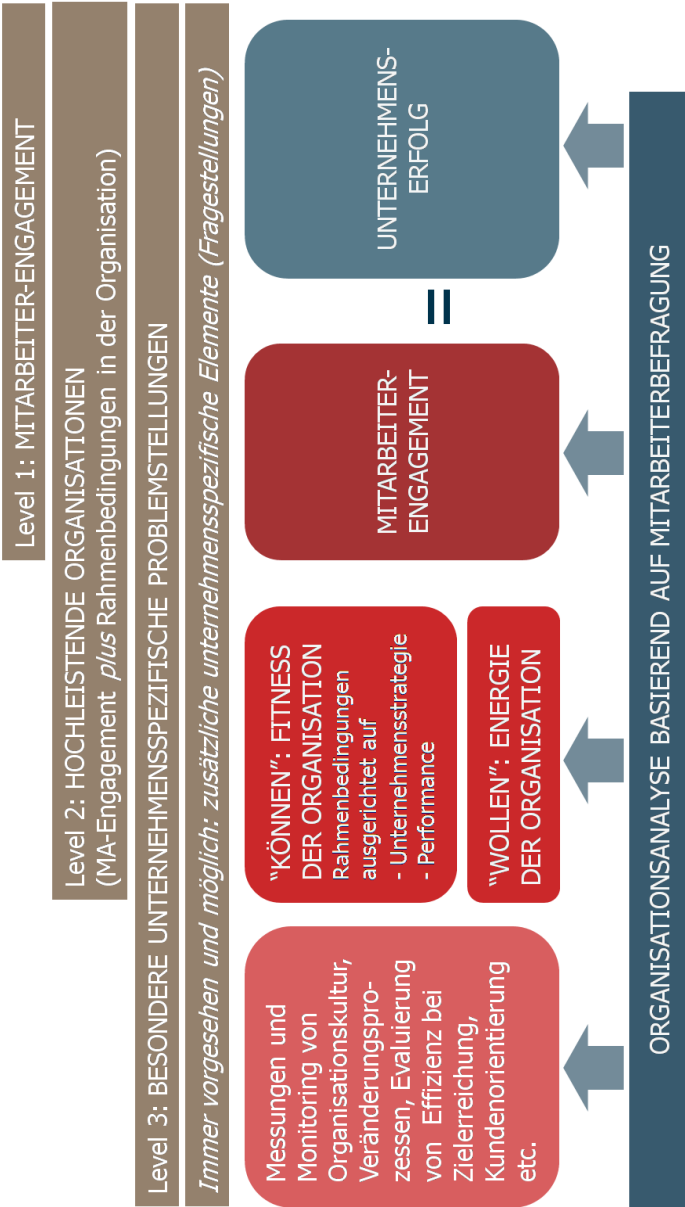 Level 1: MITARBEITER-ENGAGEMENT
Level 2: HOCHLEISTENDE ORGANISATIONEN
(MA-Engagement plus Rahmenbedingungen in der Organisation)
Level 3: BESONDERE UNTERNEHMENSSPEZIFISCHE PROBLEMSTELLUNGEN
Immer vorgesehen und möglich: zusätzliche unternehmensspezifische Elemente (Fragestellungen)
Messungen und
Monitoring von
Organisationskultur,
Veränderungspro-
zessen, Evaluierung
von Effizienz bei
Zielerreichung,
Kundenorientierung
etc.
"KÖNNEN": FITNESS
DER ORGANISATION
Rahmenbedingungen
ausgerichtet auf
- Unternehmensstrategie
- Performance
"WOLLEN": ENERGIE
DER ORGANISATION
MITARBEITER-
ENGAGEMENT
=
UNTERNEHMENS-
ERFOLG
ORGANISATIONSANALYSE BASIEREND AUF MITARBEITERBEFRAGUNG